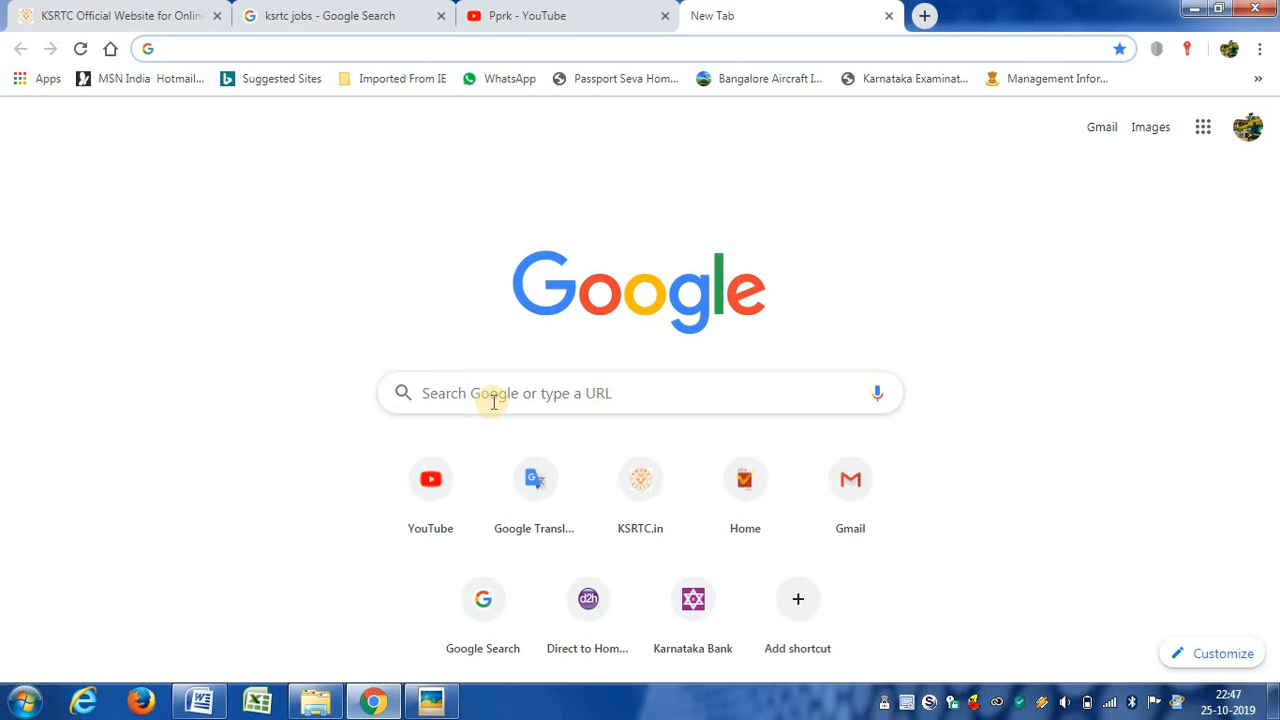 KSRTC Official Website for Onlin
ksrtc jobs - Google Search
Pprk - YouTube
New Tab
Apps
MSN India Hotmail...
Suggested Sites
Imported From IE
WhatsApp
Passport Seva Hom...
Bangalore Aircraft I...
Karnataka Examinat...
Management Infor...
»
Gmail
Images
Google
Search Google or type a URL
YouTube
Google Transl...
KSRTC.in
Home
Gmail
d2h
Google Search
Direct to Hom...
Karnataka Bank
Add shortcut
Customize
22:47
25-10-2019